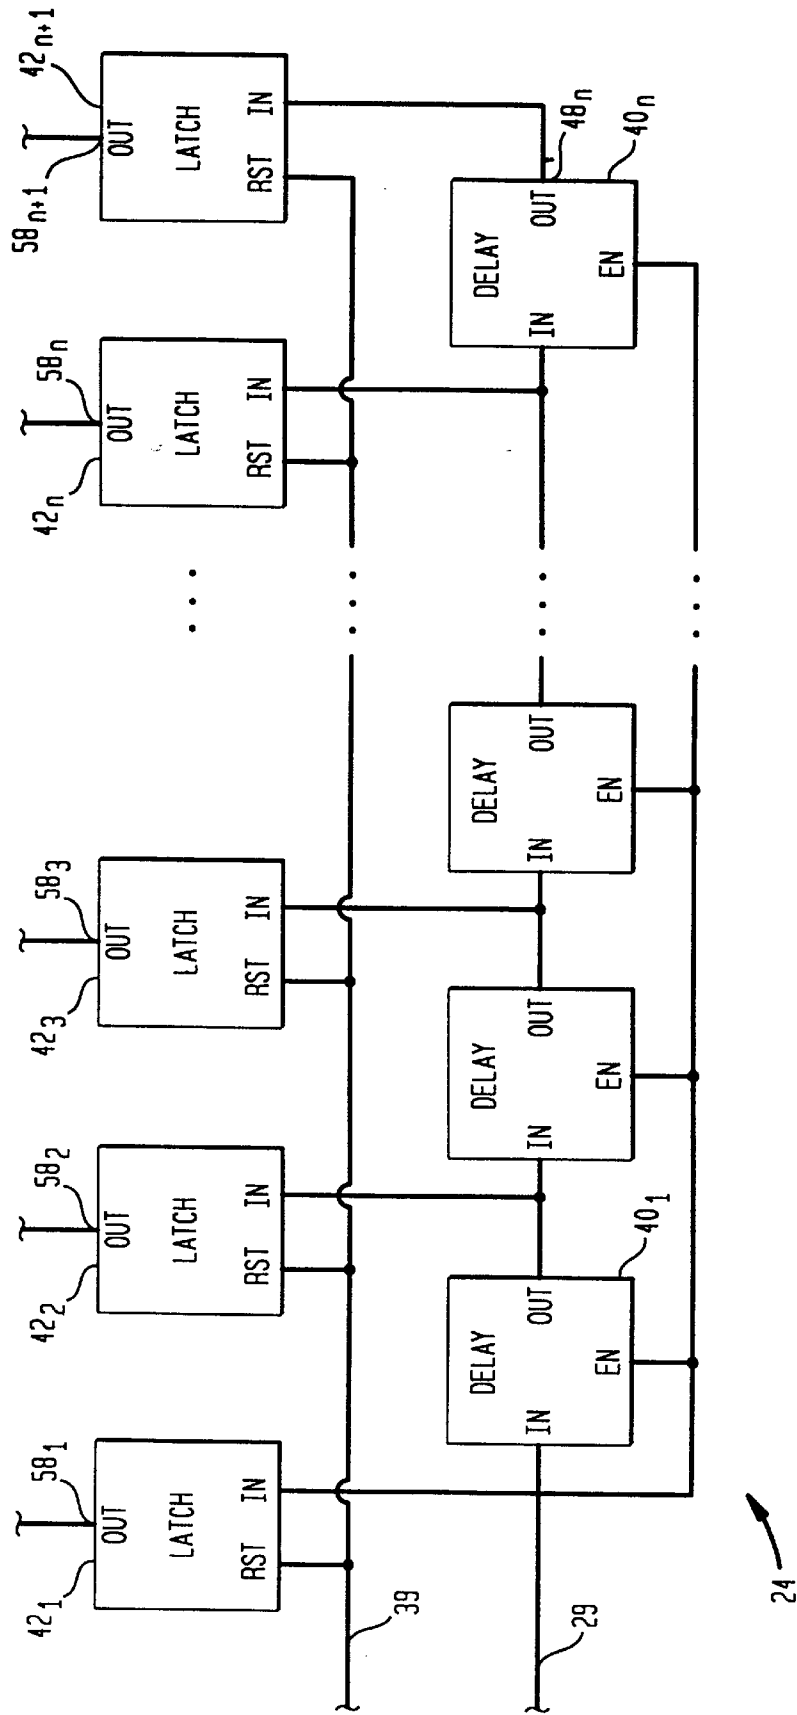 42₁
58₁
OUT
LATCH
RST
IN
42₂
58₂
OUT
LATCH
RST
IN
42₃
58₃
OUT
LATCH
RST
IN
42ₙ
58ₙ
OUT
LATCH
RST
IN
58ₙ₊₁
42ₙ₊₁
OUT
LATCH
RST
IN
39
29
DELAY
IN
OUT
EN
40₁
DELAY
IN
OUT
EN
DELAY
IN
OUT
EN
DELAY
IN
OUT
EN
48ₙ
40ₙ
24